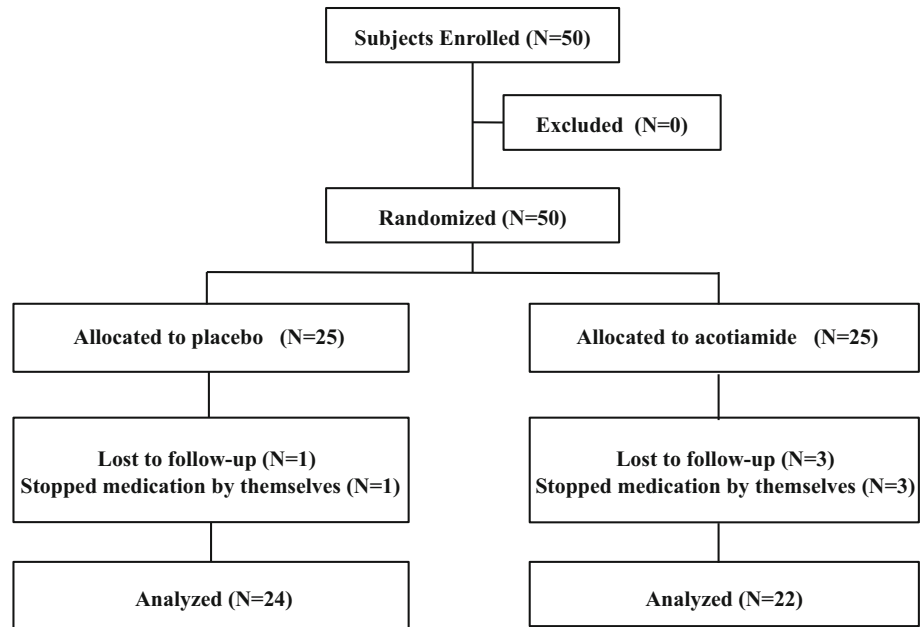 Subjects Enrolled (N=50)
Excluded (N=0)
Randomized (N=50)
Allocated to placebo (N=25)
Allocated to acotiamide (N=25)
Lost to follow-up (N=1)
Stopped medication by themselves (N=1)
Lost to follow-up (N=3)
Stopped medication by themselves (N=3)
Analyzed (N=24)
Analyzed (N=22)